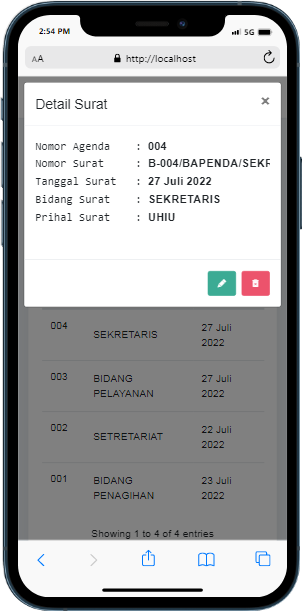 2:54 PM 5G
AA http://localhost
Detail Surat ×
Nomor Agenda : 004
Nomor Surat : B-004/BAPENDA/SEKR
Tanggal Surat : 27 Juli 2022
Bidang Surat : SEKRETARIS
Prihal Surat : UHIU
004 SEKRETARIS 27 Juli
2022
003 BIDANG 27 Juli
PELAYANAN 2022
002 SETRETARIAT 22 Juli
2022
001 BIDANG 23 Juli
PENAGIHAN 2022
Showing 1 to 4 of 4 entries